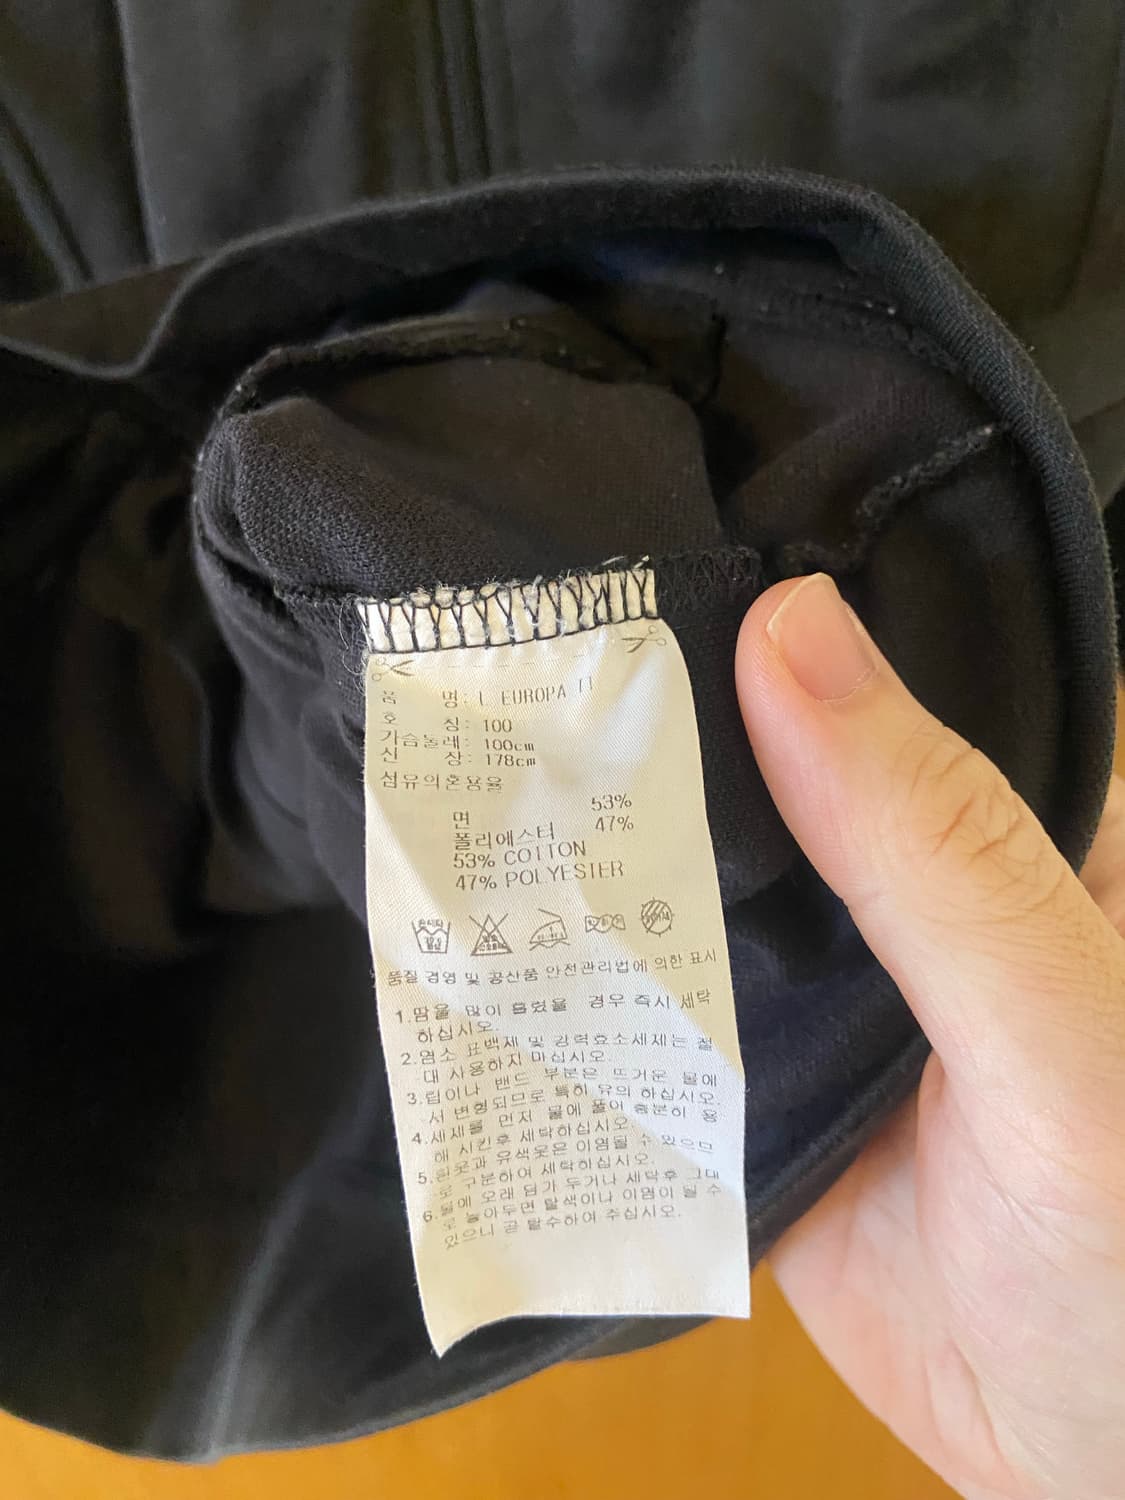 품 명: L EUROPA
호 칭: 100
가슴둘레: 100cm
신 장: 178cm
섬유의혼용율
53%
면
47%
폴리에스터
53% COTTON
47% POLYESTER
품질 경영 및 공산품 안전관리법에 의한 표시
1.땀을 많이 흘렸을 경우 즉시 세탁
하십시오.
2.염소 표백제 및 강력효소세제는 절
대 사용하지 마십시오.
3.립이나 밴드 부분은 뜨거운 물에
서 변형되므로 특히 유의 하십시오.
4.세제를 먼저 물에 풀어 충분히 용
해 시킨후 세탁하십시오.
5.흰옷과 유색옷은 이염될 수 있으므
로 구분하여 세탁하십시오.
6.물에 오래 담가 두거나 세탁후 그대
로 놓아두면 탈색이나 이염이 될 수
있으니 곧 탈수하여 주십시오.